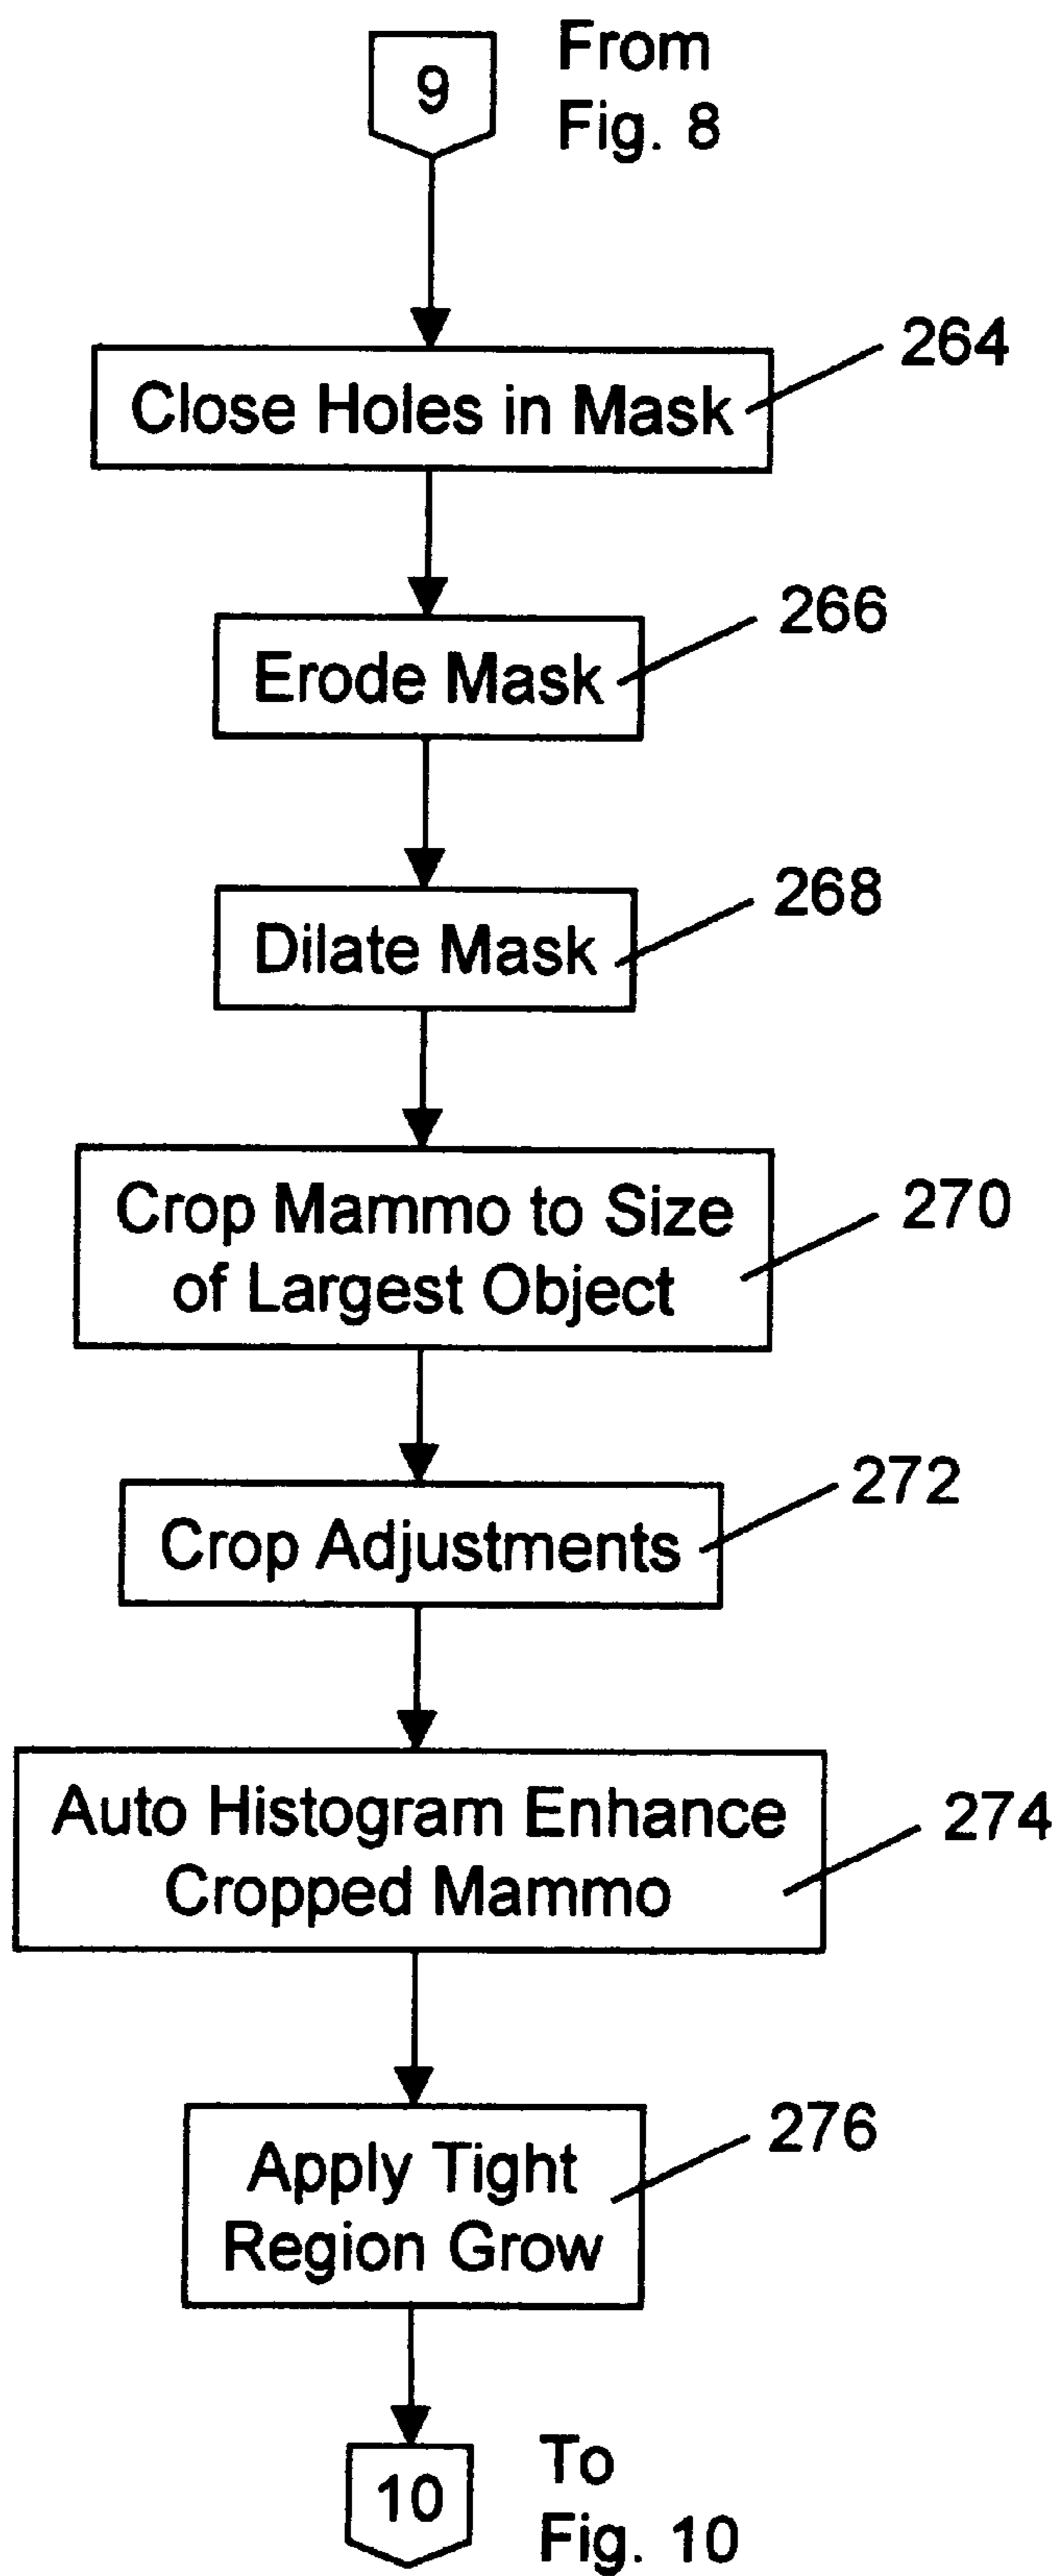 9
From
Fig. 8
264
Close Holes in Mask
266
Erode Mask
268
Dilate Mask
270
Crop Mammo to Size
of Largest Object
272
Crop Adjustments
274
Auto Histogram Enhance
Cropped Mammo
276
Apply Tight
Region Grow
10
To
Fig. 10